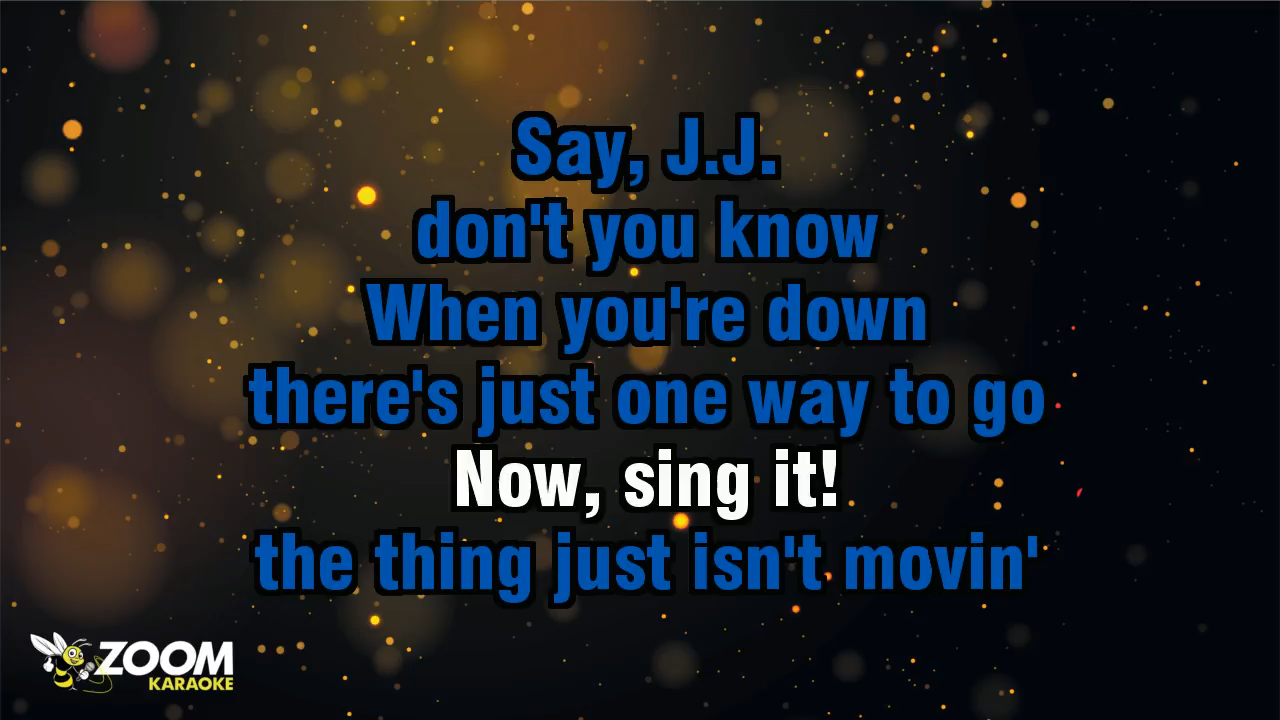 Say, J.J.
don't you know
When you're down
there's just one way to go
Now, sing it!
the thing just isn't movin'
ZOOM
KARAOKE